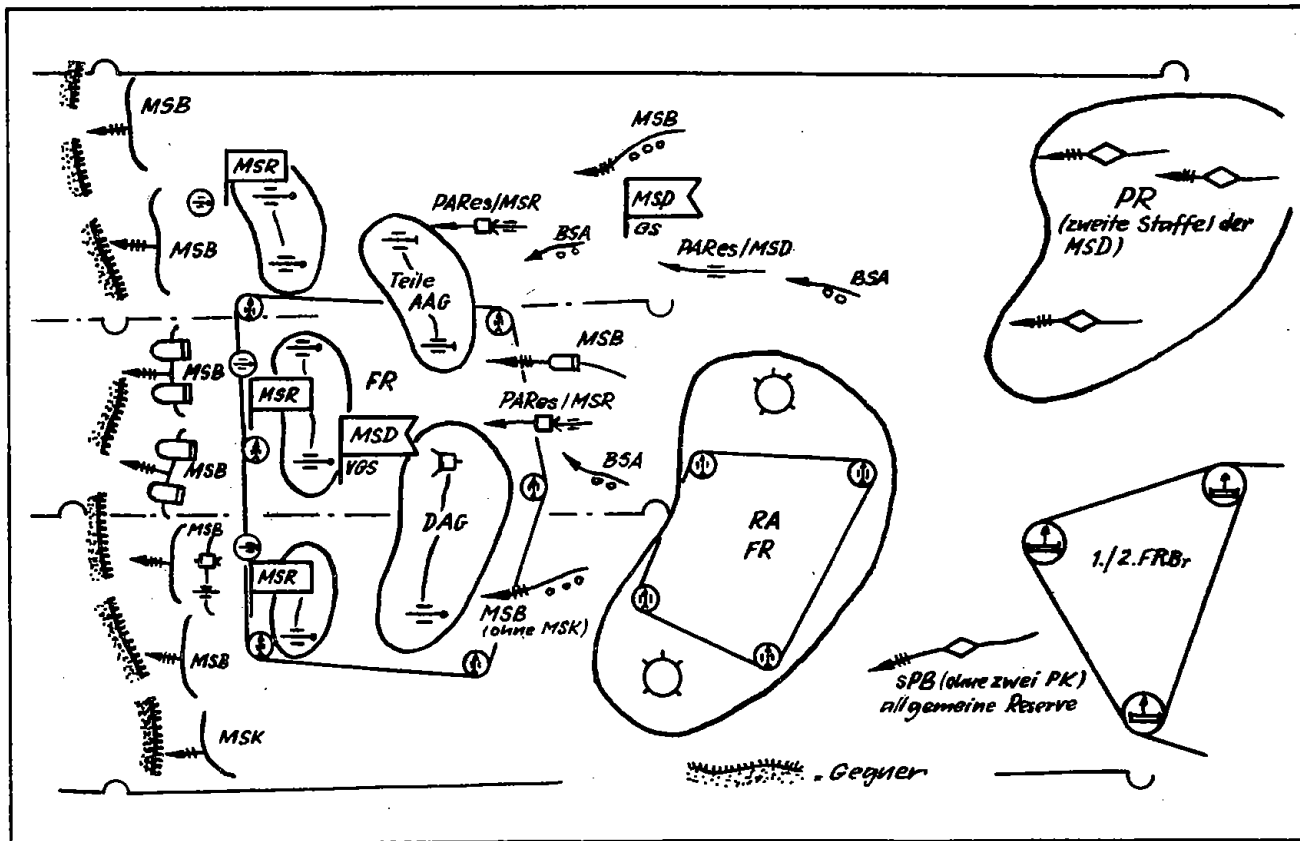 MSB
MSB
MSR
MSB
PARes/MSR
BSA
MSD
GS
PARes/MSD
BSA
PR
(zweite Staffel der
MSD)
Teile
AAG
MSB
MSR
FR
MSB
PARes/MSR
MSD
VGS
MSB
BSA
DAG
RA
FR
1./2.FRBr
MSB
MSR
MSB
(ohne MSK)
MSB
sPB (ohne zwei PK)
allgemeine Reserve
MSK
- Gegner